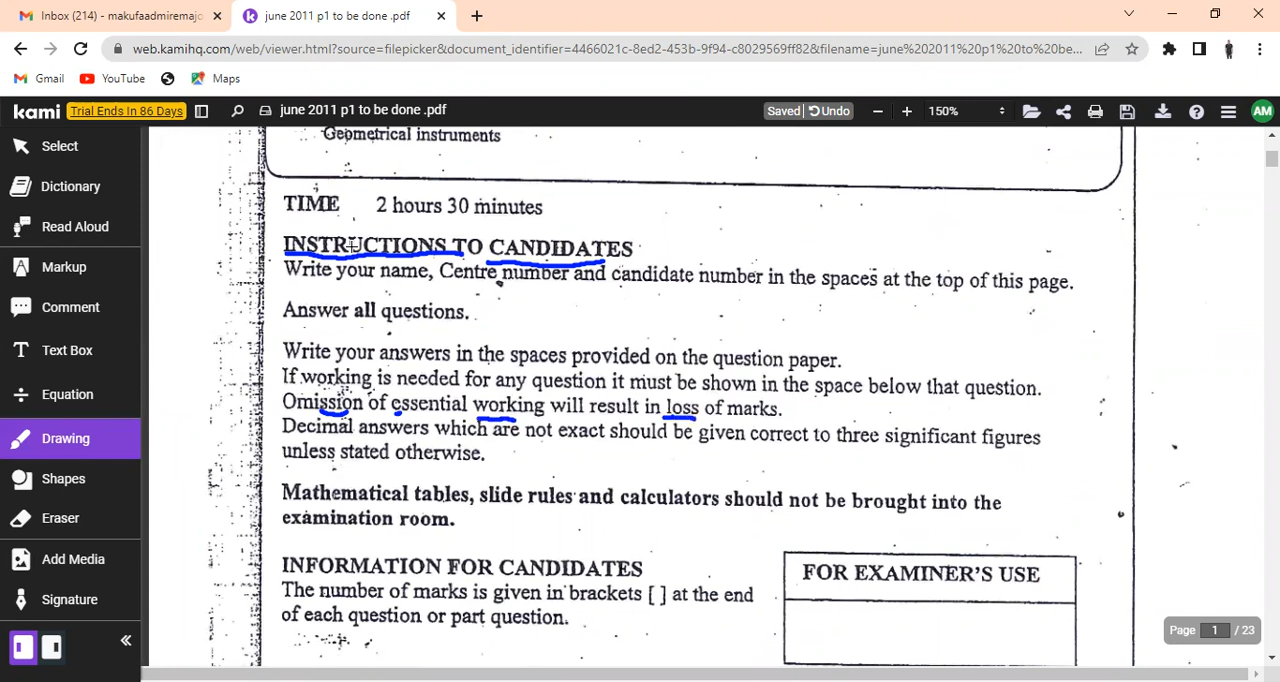 Inbox (214) - makufaadmiremajo
june 2011 p1 to be done .pdf
web.kamihq.com/web/viewer.html?source=filepicker&document_identifier=4466021c-8ed2-453b-9f94-c8029569ff82&filename=june%202011%20p1%20to%20be...
Gmail YouTube Maps
kami Trial Ends In 86 Days june 2011 p1 to be done .pdf Saved Undo 150% AM
Select
Dictionary
Read Aloud
Markup
Comment
Text Box
Equation
Drawing
Shapes
Eraser
Add Media
Signature
Geometrical instruments
TIME 2 hours 30 minutes
INSTRUCTIONS TO CANDIDATES
Write your name, Centre number and candidate number in the spaces at the top of this page.
Answer all questions.
Write your answers in the spaces provided on the question paper.
If working is needed for any question it must be shown in the space below that question.
Omission of essential working will result in loss of marks.
Decimal answers which are not exact should be given correct to three significant figures
unless stated otherwise.
Mathematical tables, slide rules and calculators should not be brought into the
examination room.
INFORMATION FOR CANDIDATES
The number of marks is given in brackets [ ] at the end
of each question or part question.
FOR EXAMINER'S USE
Page 1 / 23